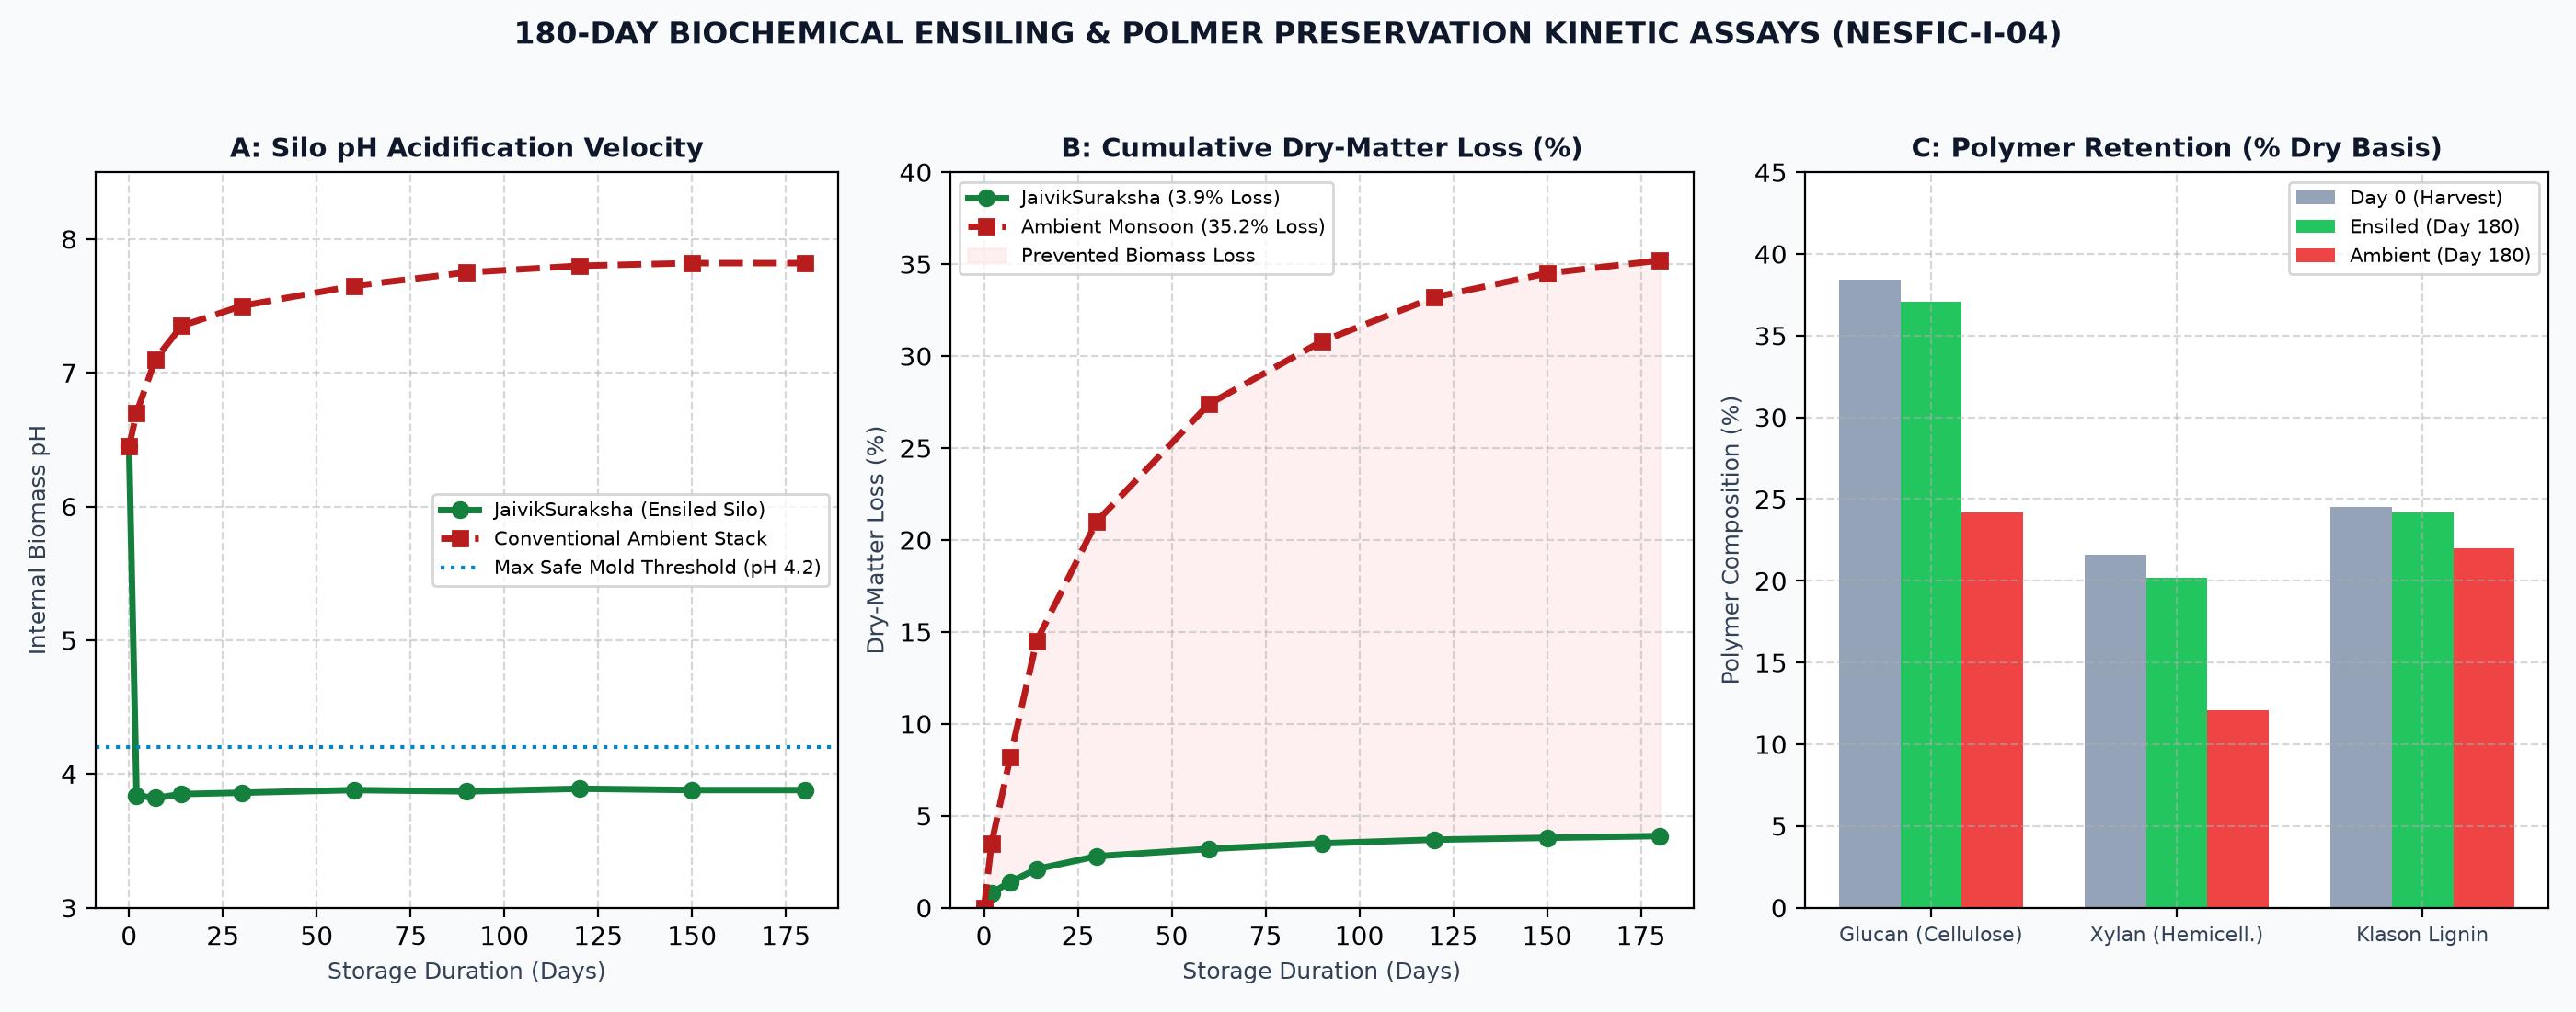 180-DAY BIOCHEMICAL ENSILING & POLMER PRESERVATION KINETIC ASSAYS (NESFIC-I-04)
A: Silo pH Acidification Velocity
Internal Biomass pH
8
7
6
5
4
3
JaivikSuraksha (Ensiled Silo)
Conventional Ambient Stack
Max Safe Mold Threshold (pH 4.2)
0 25 50 75 100 125 150 175
Storage Duration (Days)
B: Cumulative Dry-Matter Loss (%)
Dry-Matter Loss (%)
40
35
30
25
20
15
10
5
0
JaivikSuraksha (3.9% Loss)
Ambient Monsoon (35.2% Loss)
Prevented Biomass Loss
0 25 50 75 100 125 150 175
Storage Duration (Days)
C: Polymer Retention (% Dry Basis)
Polymer Composition (%)
45
40
35
30
25
20
15
10
5
0
Day 0 (Harvest)
Ensiled (Day 180)
Ambient (Day 180)
Glucan (Cellulose) Xylan (Hemicell.) Klason Lignin